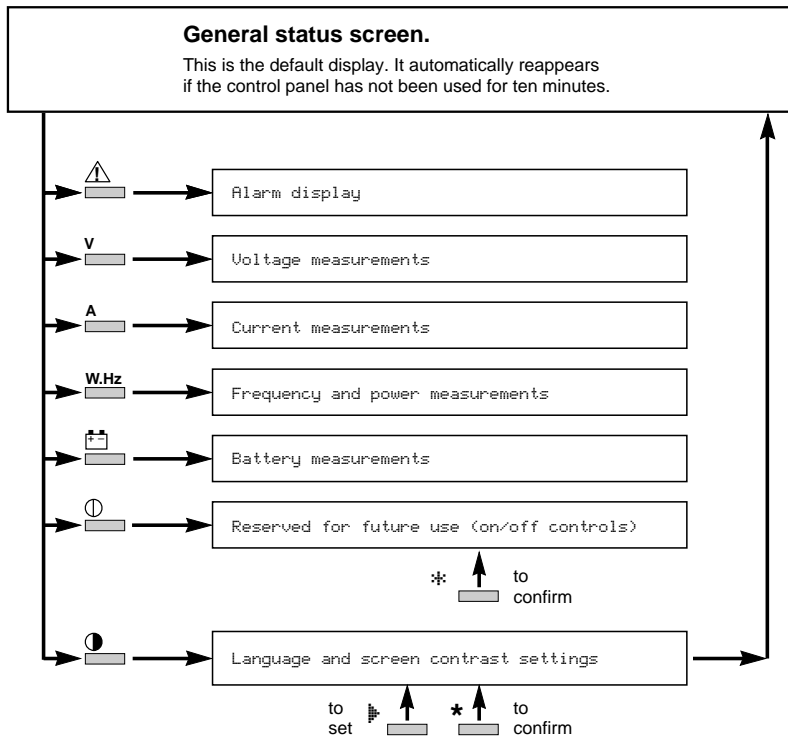 General status screen.
This is the default display. It automatically reappears
if the control panel has not been used for ten minutes.
Alarm display
V
Voltage measurements
A
Current measurements
W.Hz
Frequency and power measurements
+ −
Battery measurements
Reserved for future use (on/off controls)
* to
confirm
Language and screen contrast settings
to * to
set confirm